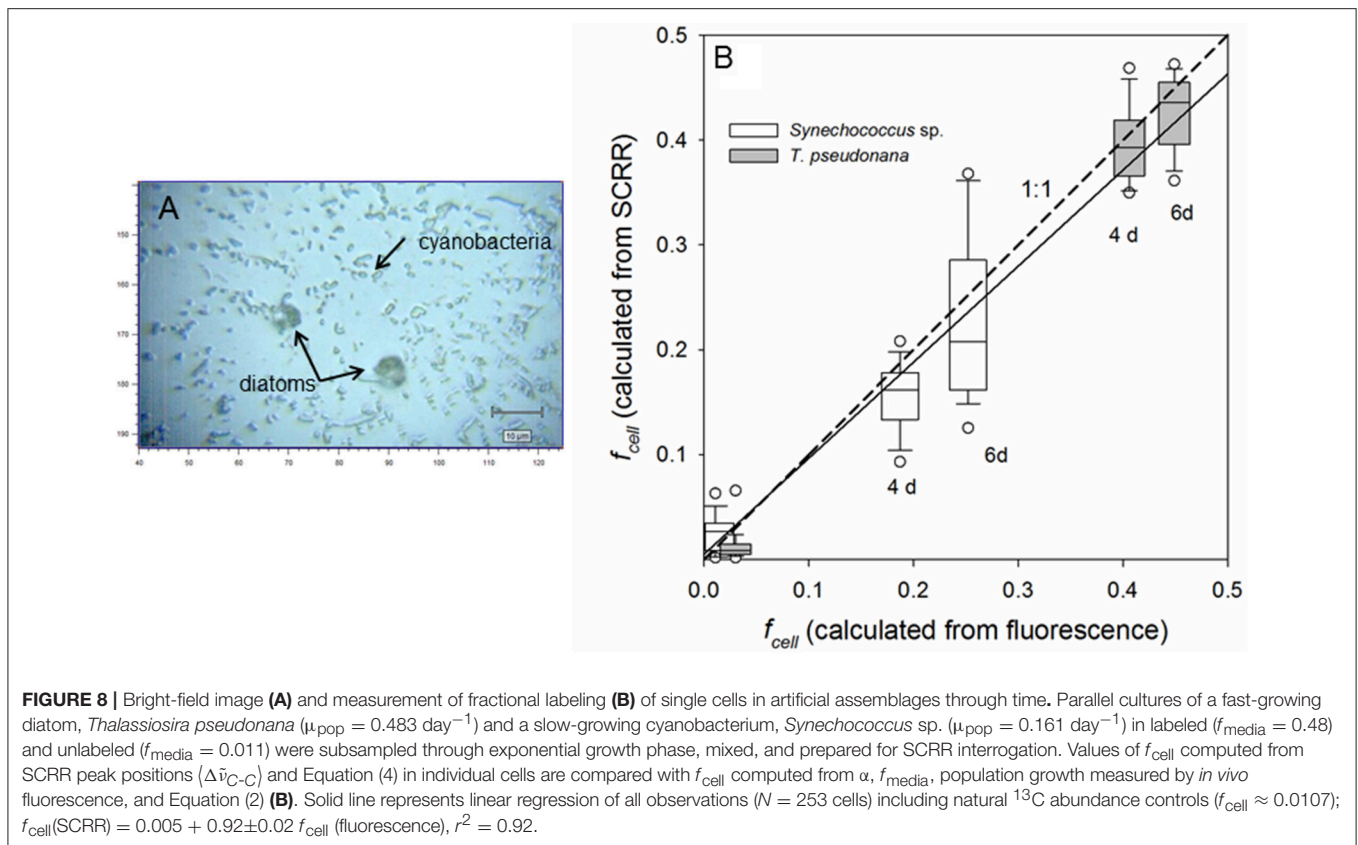 A
cyanobacteria
diatoms
10 µm
150
160
170
180
190
40 50 60 70 80 90 100 110 120
B
Synechococcus sp.
T. pseudonana
1:1
4 d
6d
4 d
6d
0.5
0.4
0.3
0.2
0.1
0.0 0.1 0.2 0.3 0.4 0.5
f_cell (calculated from SCRR)
f_cell (calculated from fluorescence)
FIGURE 8 | Bright-field image (A) and measurement of fractional labeling (B) of single cells in artificial assemblages through time. Parallel cultures of a fast-growing
diatom, Thalassiosira pseudonana (μpop = 0.483 day⁻¹) and a slow-growing cyanobacterium, Synechococcus sp. (μpop = 0.161 day⁻¹) in labeled (fmedia = 0.48)
and unlabeled (fmedia = 0.011) were subsampled through exponential growth phase, mixed, and prepared for SCRR interrogation. Values of fcell computed from
SCRR peak positions ⟨Δν̃C-C⟩ and Equation (4) in individual cells are compared with fcell computed from α, fmedia, population growth measured by in vivo
fluorescence, and Equation (2) (B). Solid line represents linear regression of all observations (N = 253 cells) including natural ¹³C abundance controls (fcell ≈ 0.0107);
fcell(SCRR) = 0.005 + 0.92±0.02 fcell (fluorescence), r² = 0.92.